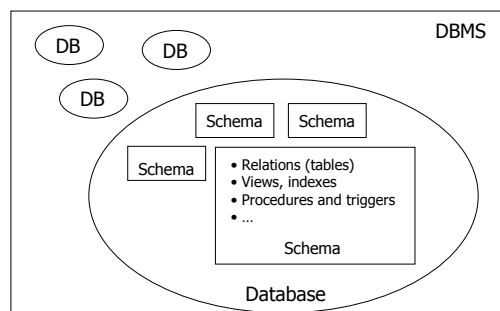 DBMS
DB
DB
DB
Schema
Schema
Schema
• Relations (tables)
• Views, indexes
• Procedures and triggers
• …
Schema
Database